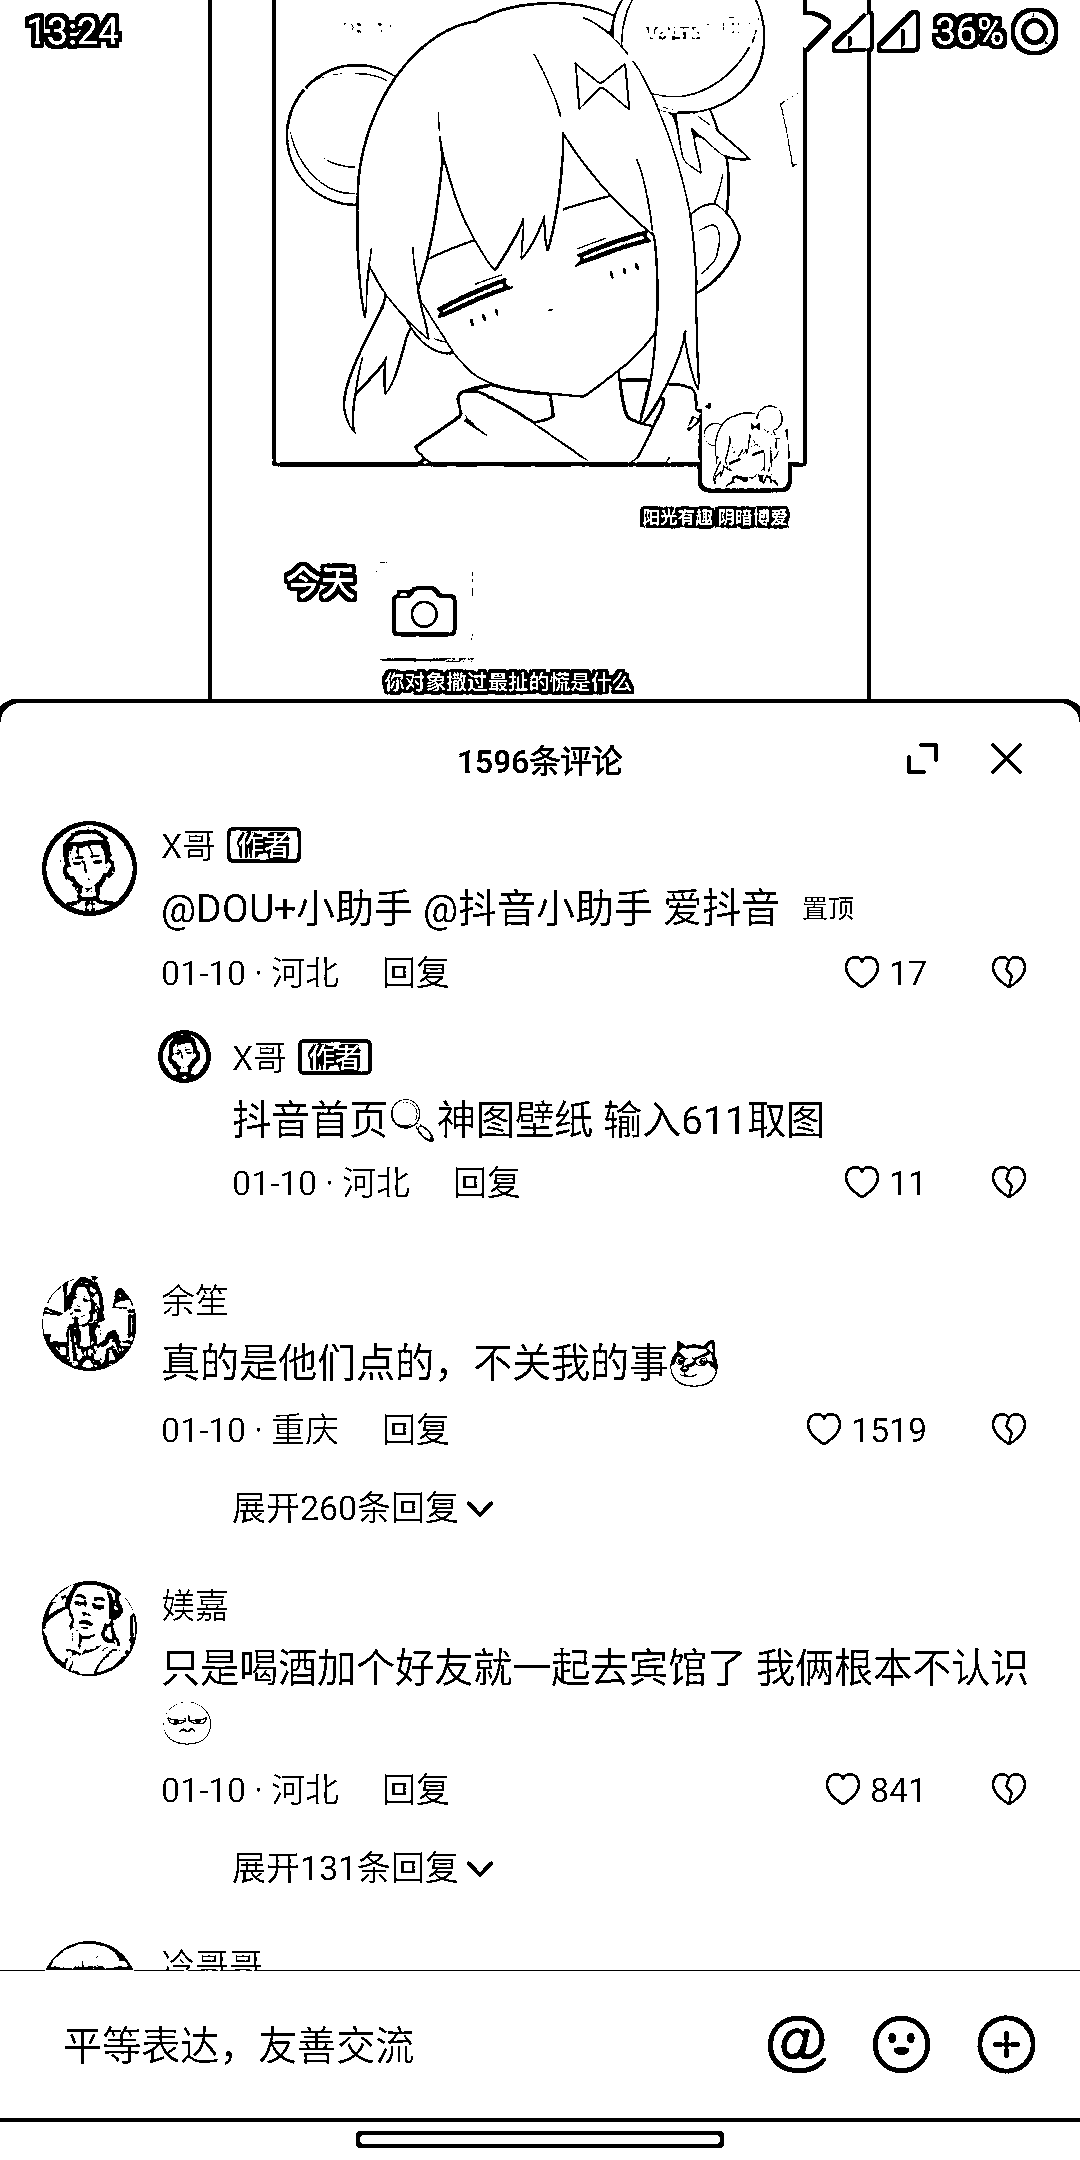 13:24
36%
阳光有趣 阴暗博爱
今天
你对象撒过最扯的慌是什么
1596条评论
X哥 作者
@DOU+小助手 @抖音小助手 爱抖音 置顶
01-10 · 河北 回复 17
X哥 作者
抖音首页🔍神图壁纸 输入611取图
01-10 · 河北 回复 11
余笙
真的是他们点的，不关我的事
01-10 · 重庆 回复 1519
展开260条回复
媄嘉
只是喝酒加个好友就一起去宾馆了 我俩根本不认识
01-10 · 河北 回复 841
展开131条回复
冷哥哥
平等表达，友善交流